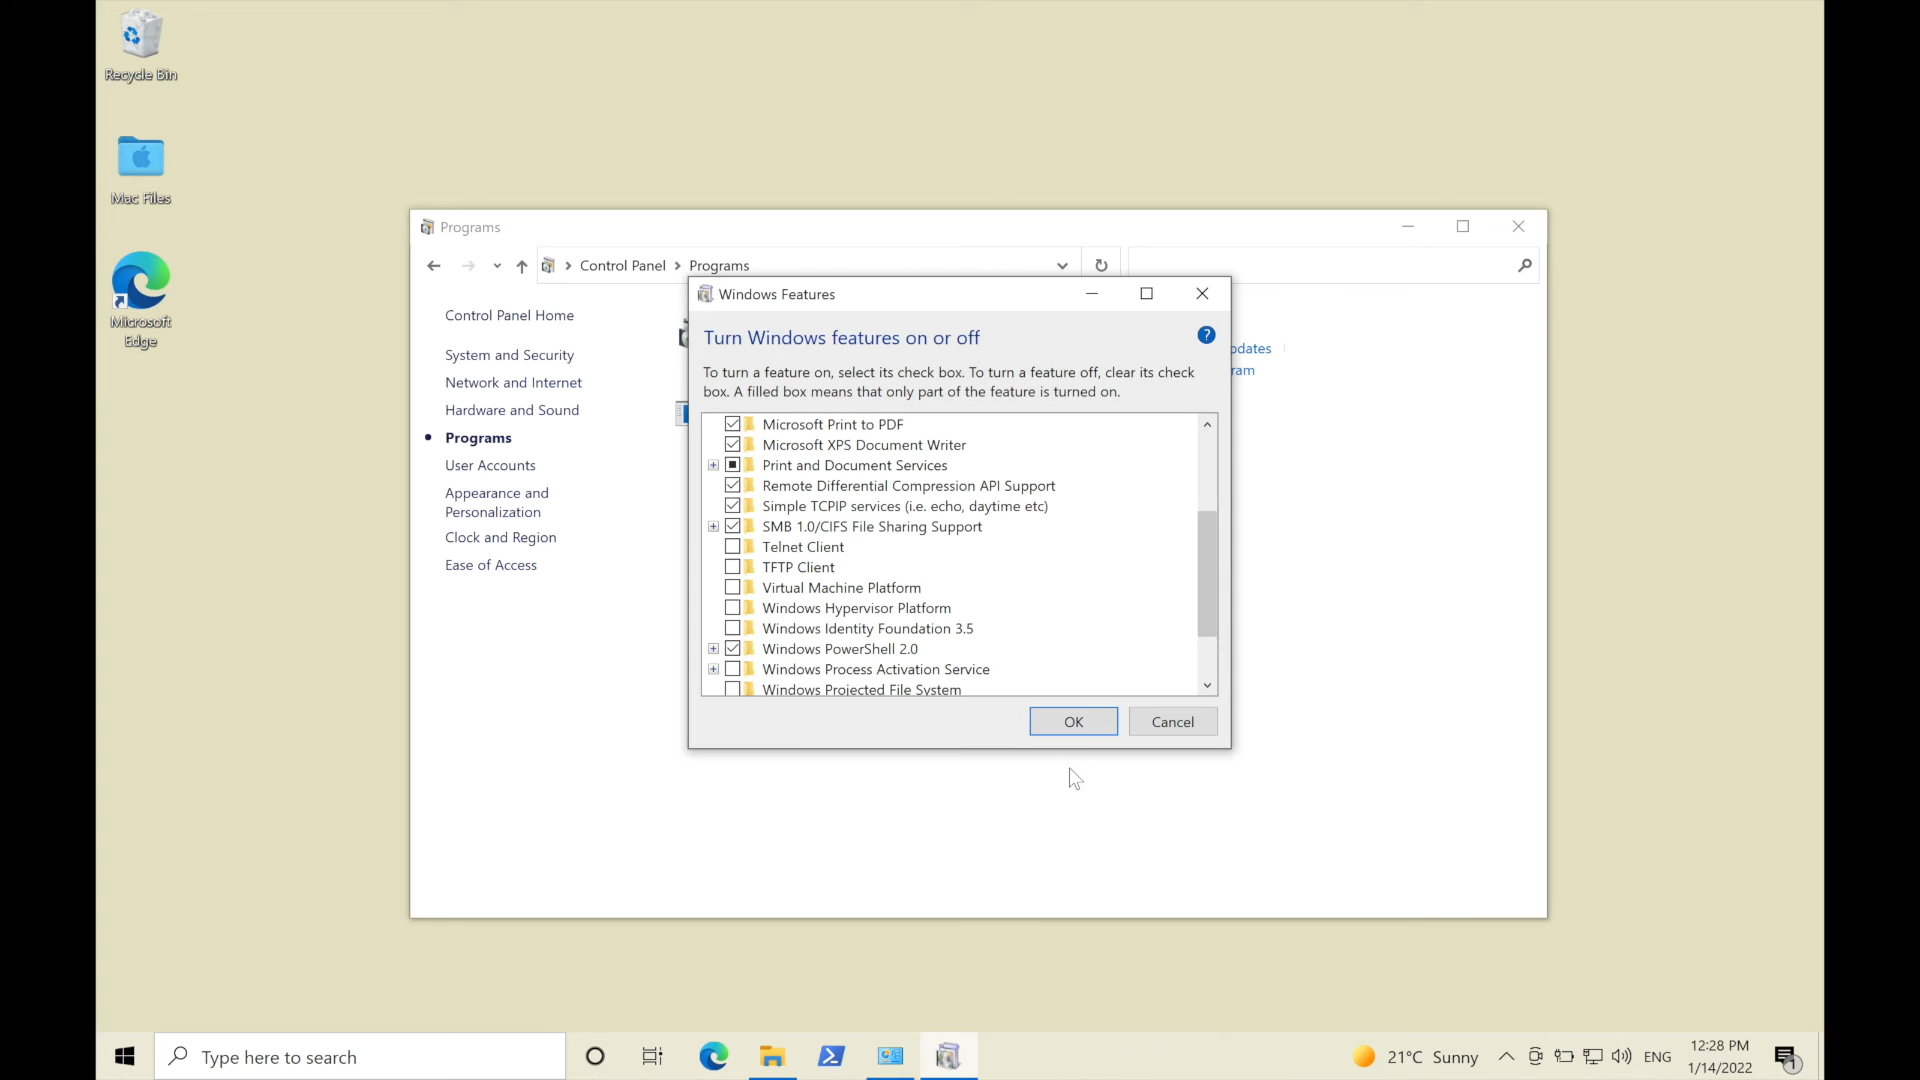 Recycle Bin
Mac Files
Microsoft
Edge
Programs
Control Panel
Programs
Control Panel Home
System and Security
Network and Internet
Hardware and Sound
Programs
User Accounts
Appearance and
Personalization
Clock and Region
Ease of Access
pdates
ram
Windows Features
Turn Windows features on or off
?
To turn a feature on, select its check box. To turn a feature off, clear its check
box. A filled box means that only part of the feature is turned on.
Microsoft Print to PDF
Microsoft XPS Document Writer
Print and Document Services
Remote Differential Compression API Support
Simple TCPIP services (i.e. echo, daytime etc)
SMB 1.0/CIFS File Sharing Support
Telnet Client
TFTP Client
Virtual Machine Platform
Windows Hypervisor Platform
Windows Identity Foundation 3.5
Windows PowerShell 2.0
Windows Process Activation Service
Windows Projected File System
OK
Cancel
Type here to search
21°C Sunny
ENG
12:28 PM
1/14/2022
1